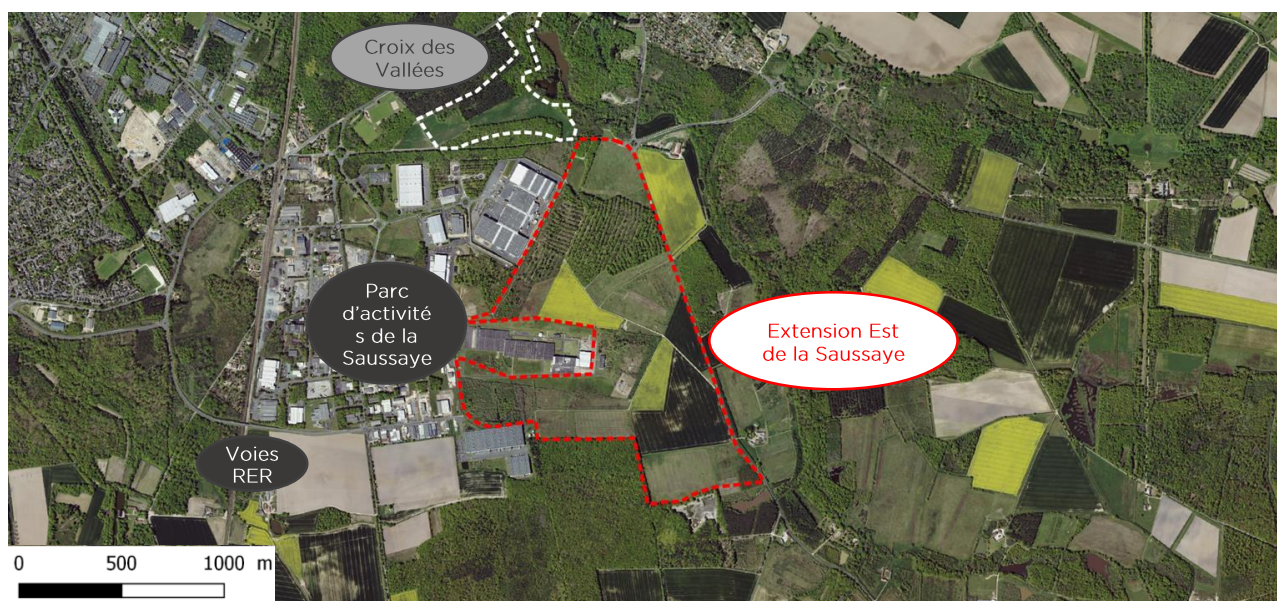 Croix des
Vallées
Parc
d'activité
s de la
Saussaye
Extension Est
de la Saussaye
Voies
RER
0 500 1000 m